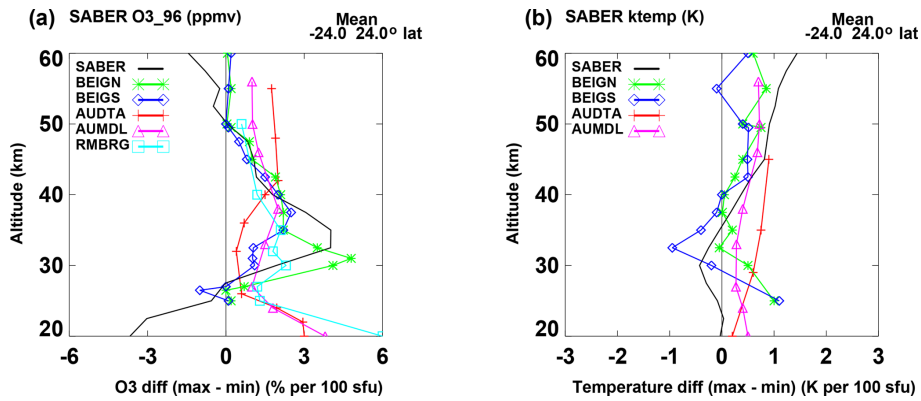 (a) SABER O3_96 (ppmv)
Mean
-24.0 24.0° lat
60
50
40
30
20
Altitude (km)
SABER
BEIGN
BEIGS
AUDTA
AUMDL
RMBRG
-6 -3 0 3 6
O3 diff (max - min) (% per 100 sfu)
(b) SABER ktemp (K)
Mean
-24.0 24.0° lat
60
50
40
30
20
Altitude (km)
SABER
BEIGN
BEIGS
AUDTA
AUMDL
-3 -2 -1 0 1 2 3
Temperature diff (max - min) (K per 100 sfu)